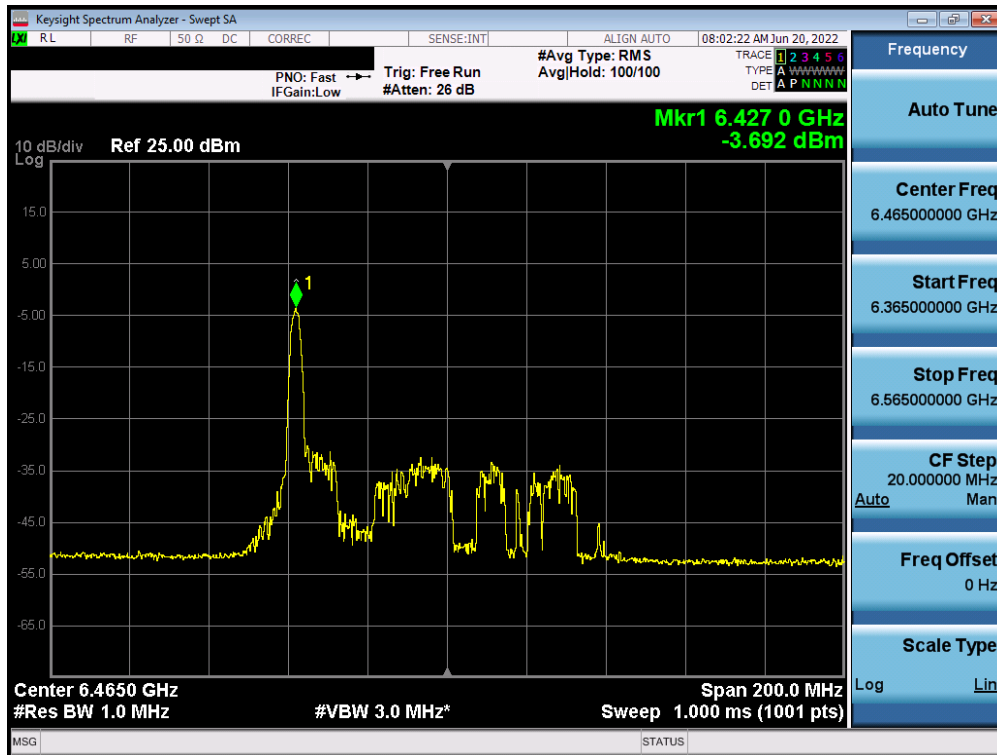 Keysight Spectrum Analyzer - Swept SA
LXI RL RF 50 Ω DC CORREC SENSE:INT ALIGN AUTO 08:02:22 AM Jun 20, 2022
Frequency
PNO: Fast
IFGain:Low
Trig: Free Run
#Atten: 26 dB
#Avg Type: RMS
Avg|Hold: 100/100
TRACE 1 2 3 4 5 6
TYPE A WWWWW
DET A P N N N N
Mkr1 6.427 0 GHz
-3.692 dBm
10 dB/div Ref 25.00 dBm
Log
15.0
5.00
-5.00
-15.0
-25.0
-35.0
-45.0
-55.0
-65.0
1
Center 6.4650 GHz Span 200.0 MHz
#Res BW 1.0 MHz #VBW 3.0 MHz* Sweep 1.000 ms (1001 pts)
MSG STATUS
Auto Tune
Center Freq
6.465000000 GHz
Start Freq
6.365000000 GHz
Stop Freq
6.565000000 GHz
CF Step
20.000000 MHz
Auto Man
Freq Offset
0 Hz
Scale Type
Log Lin